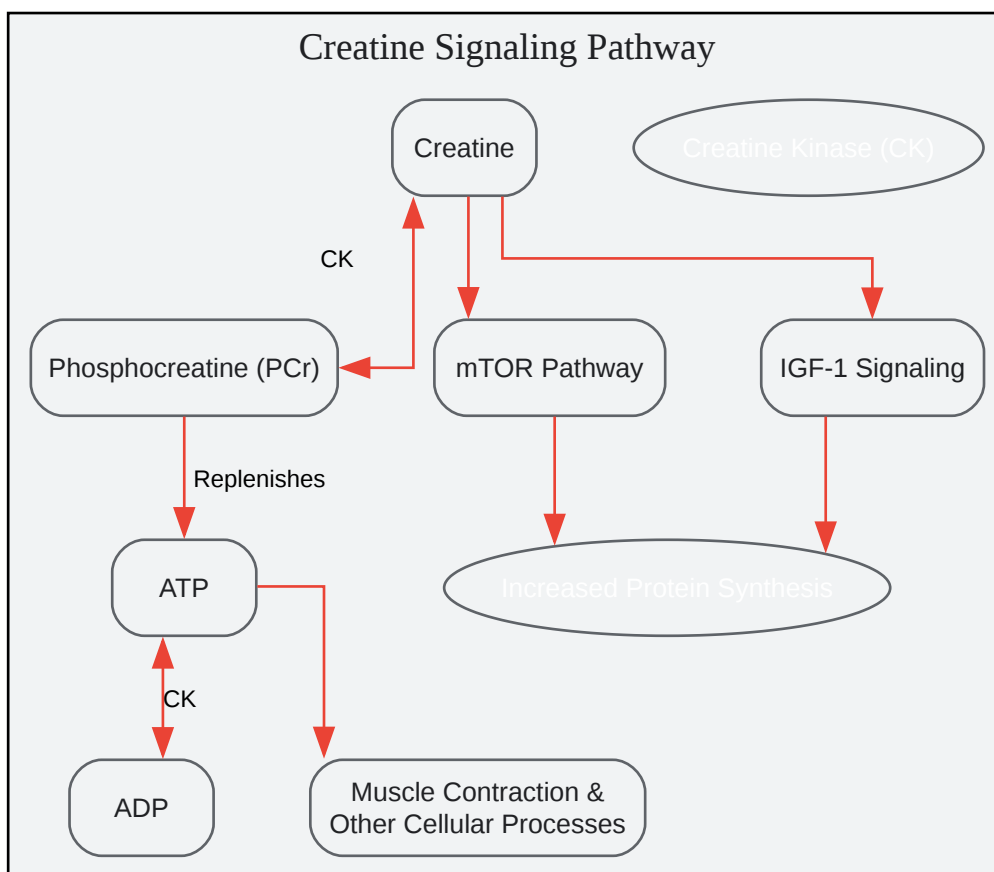 Creatine Signaling Pathway
Creatine
Creatine Kinase (CK)
CK
Phosphocreatine (PCr)
mTOR Pathway
IGF-1 Signaling
Replenishes
ATP
Increased Protein Synthesis
CK
ADP
Muscle Contraction &
Other Cellular Processes